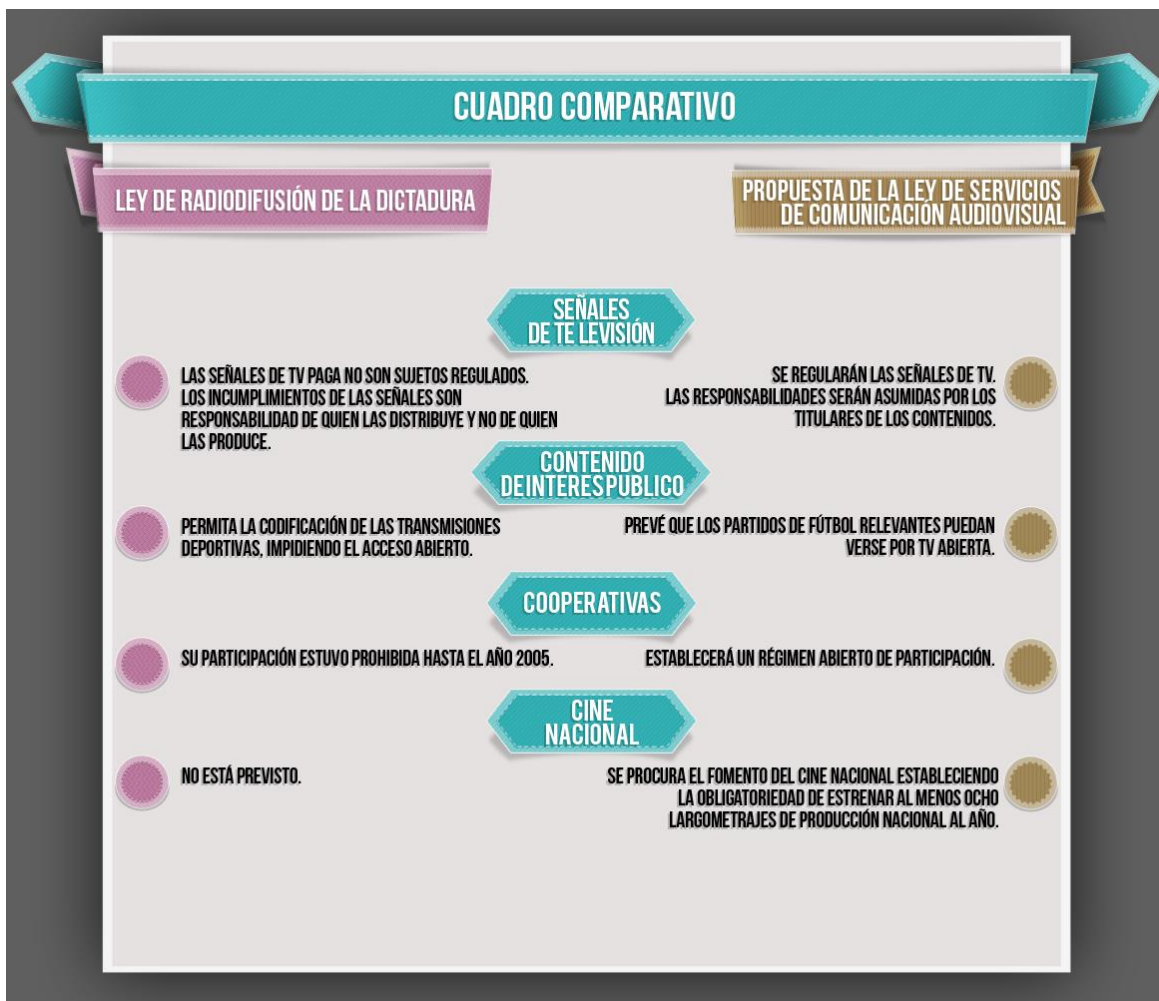 CUADRO COMPARATIVO
LEY DE RADIODIFUSIÓN DE LA DICTADURA
PROPUESTA DE LA LEY DE SERVICIOS
DE COMUNICACIÓN AUDIOVISUAL
SEÑALES
DE TE LEVISIÓN
LAS SEÑALES DE TV PAGA NO SON SUJETOS REGULADOS.
LOS INCUMPLIMIENTOS DE LAS SEÑALES SON
RESPONSABILIDAD DE QUIEN LAS DISTRIBUYE Y NO DE QUIEN
LAS PRODUCE.
SE REGULARÁN LAS SEÑALES DE TV.
LAS RESPONSABILIDADES SERÁN ASUMIDAS POR LOS
TITULARES DE LOS CONTENIDOS.
CONTENIDO
DE INTERES PUBLICO
PERMITA LA CODIFICACIÓN DE LAS TRANSMISIONES
DEPORTIVAS, IMPIDIENDO EL ACCESO ABIERTO.
PREVÉ QUE LOS PARTIDOS DE FÚTBOL RELEVANTES PUEDAN
VERSE POR TV ABIERTA.
COOPERATIVAS
SU PARTICIPACIÓN ESTUVO PROHIBIDA HASTA EL AÑO 2005.
ESTABLECERÁ UN RÉGIMEN ABIERTO DE PARTICIPACIÓN.
CINE
NACIONAL
NO ESTÁ PREVISTO.
SE PROCURA EL FOMENTO DEL CINE NACIONAL ESTABLECIENDO
LA OBLIGATORIEDAD DE ESTRENAR AL MENOS OCHO
LARGOMETRAJES DE PRODUCCIÓN NACIONAL AL AÑO.